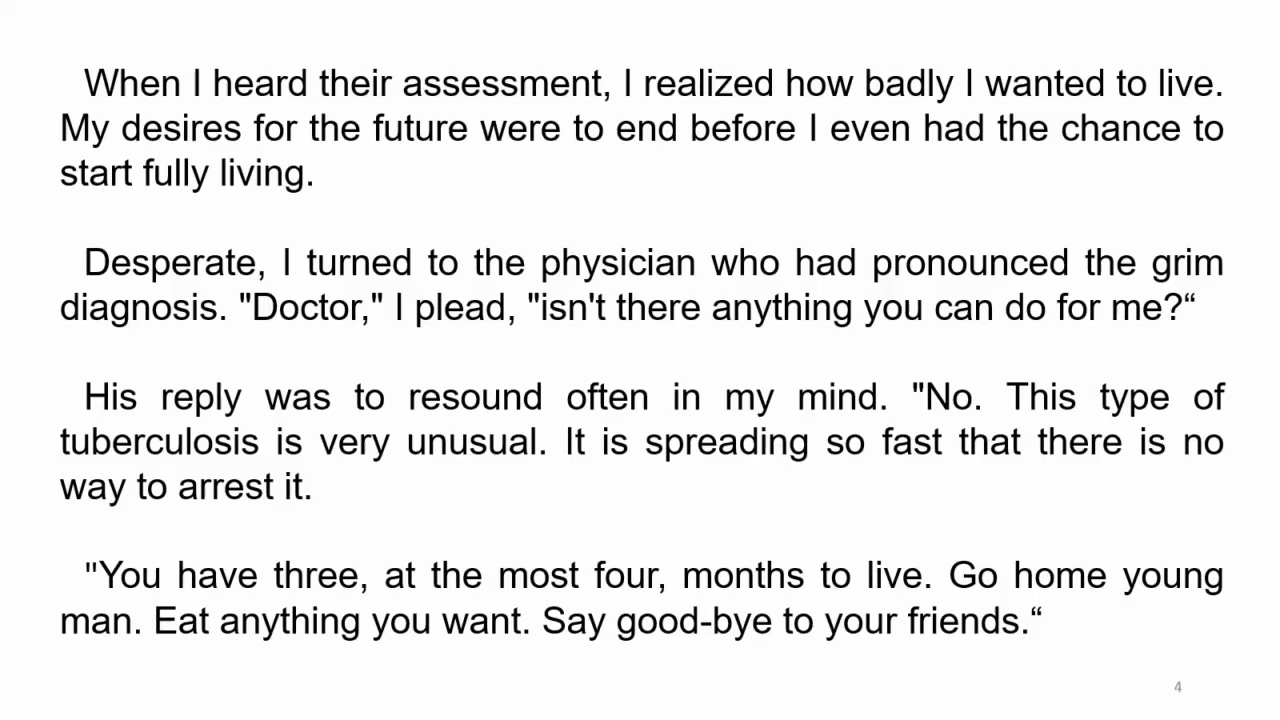 When I heard their assessment, I realized how badly I wanted to live.
My desires for the future were to end before I even had the chance to
start fully living.
Desperate, I turned to the physician who had pronounced the grim
diagnosis. "Doctor," I plead, "isn't there anything you can do for me?“
His reply was to resound often in my mind. "No. This type of
tuberculosis is very unusual. It is spreading so fast that there is no
way to arrest it.
"You have three, at the most four, months to live. Go home young
man. Eat anything you want. Say good-bye to your friends.“
4